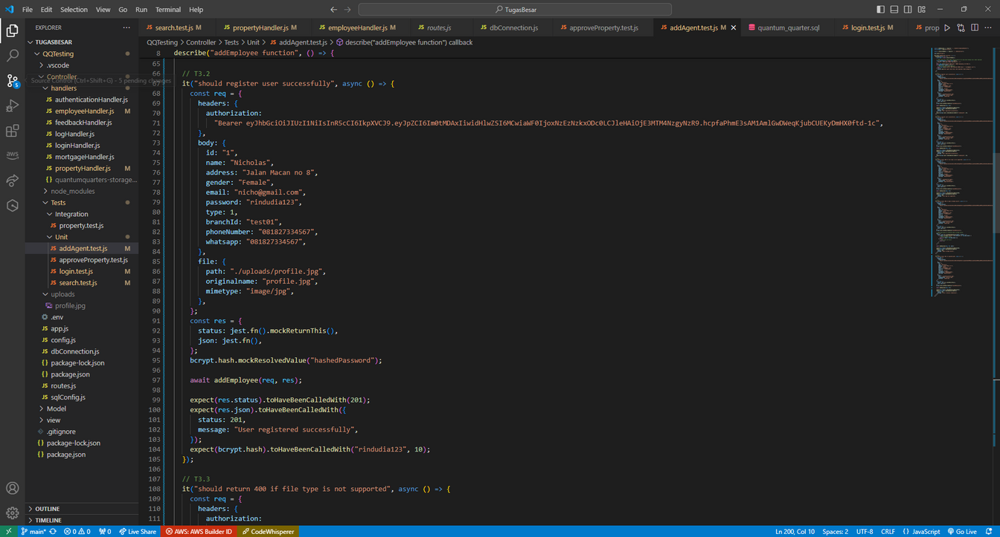 File Edit Selection View Go Run Terminal Help
TugasBesar
EXPLORER
search.test.js M propertyHandler.js M employeeHandler.js M routes.js dbConnection.js approveProperty.test.js addAgent.test.js M quantum_quarter.sql login.test.js M prop
TUGASBESAR
QQTesting > Controller > Tests > Unit > addAgent.test.js > describe("addEmployee function") callback
QQTesting
.vscode
Controller
Source Control (Ctrl+Shift+G) - 5 pending changes
handlers
authenticationHandler.js
employeeHandler.js M
feedbackHandler.js
logHandler.js
loginHandler.js
mortgageHandler.js
propertyHandler.js M
quantumquarters-storage...
node_modules
Tests
Integration
property.test.js
Unit
addAgent.test.js M
approveProperty.test.js
login.test.js M
search.test.js M
uploads
profile.jpg
.env
app.js
config.js
dbConnection.js
package-lock.json
package.json
routes.js
sqlConfig.js
Model
view
.gitignore
package-lock.json
package.json
OUTLINE
TIMELINE
8 describe("addEmployee function", () => {
65
66 // T3.2
67 it("should register user successfully", async () => {
68 const req = {
69 headers: {
70 authorization:
71 "Bearer eyJhbGciOiJIUzI1NiIsInR5cCI6IkpXVCJ9.eyJpZCI6Im0tMDAxIiwidHlwZSI6MCwiaWF0IjoxNzEzNzkxODc0LCJleHAiOjE3MTM4NzgyNzR9.hcpfaPhmE3sAM1AmlGwDWeqKjubCUEKyDmHX0ftd-1c",
72 },
73 body: {
74 id: "1",
75 name: "Nicholas",
76 address: "Jalan Macan no 8",
77 gender: "Female",
78 email: "nicho@gmail.com",
79 password: "rindudia123",
80 type: 1,
81 branchId: "test01",
82 phoneNumber: "081827334567",
83 whatsapp: "081827334567",
84 },
85 file: {
86 path: "./uploads/profile.jpg",
87 originalname: "profile.jpg",
88 mimetype: "image/jpg",
89 },
90 };
91 const res = {
92 status: jest.fn().mockReturnThis(),
93 json: jest.fn(),
94 };
95 bcrypt.hash.mockResolvedValue("hashedPassword");
96
97 await addEmployee(req, res);
98
99 expect(res.status).toHaveBeenCalledWith(201);
100 expect(res.json).toHaveBeenCalledWith({
101 status: 201,
102 message: "User registered successfully",
103 });
104 expect(bcrypt.hash).toHaveBeenCalledWith("rindudia123", 10);
105 });
106
107 // T3.3
108 it("should return 400 if file type is not supported", async () => {
109 const req = {
110 headers: {
111 authorization:
5
main* 0 0 0 Live Share AWS: AWS Builder ID CodeWhisperer Ln 200, Col 10 Spaces: 2 UTF-8 CRLF {} JavaScript Go Live